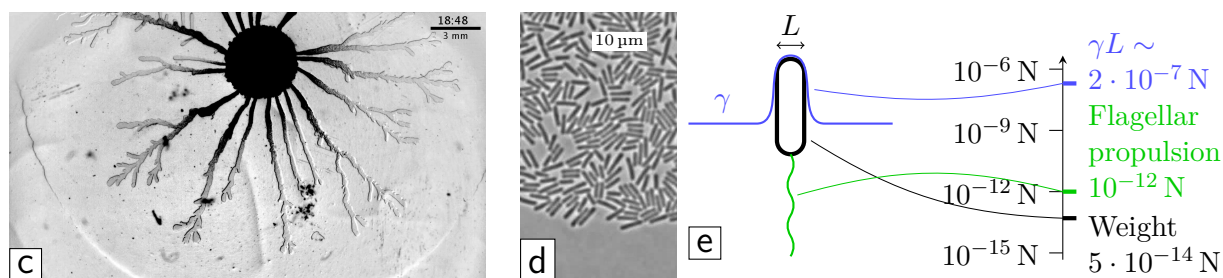 18:48
3 mm
c
10 µm
d
L
γ
e
10⁻⁶ N
10⁻⁹ N
10⁻¹² N
10⁻¹⁵ N
γL ∼
2 · 10⁻⁷ N
Flagellar
propulsion
10⁻¹² N
Weight
5 · 10⁻¹⁴ N